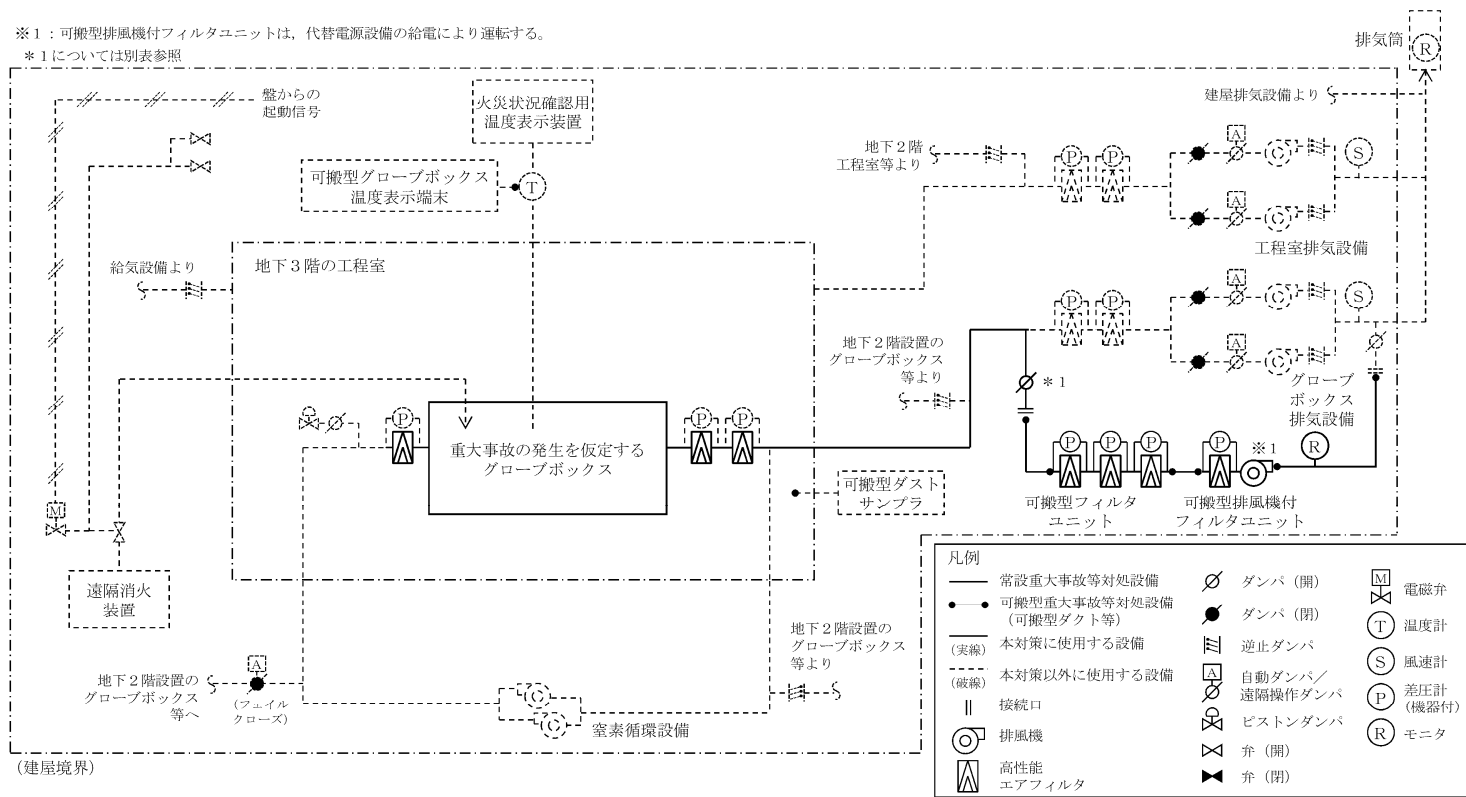 ※1：可搬型排風機付フィルタユニットは，代替電源設備の給電により運転する。
＊1については別表参照
排気筒
R
盤からの
起動信号
火災状況確認用
温度表示装置
可搬型グローブボックス
温度表示端末
T
建屋排気設備より
地下2階
工程室等より
P
P
A
S
A
工程室排気設備
給気設備より
地下3階の工程室
P
P
A
S
A
地下2階設置の
グローブボックス
等より
＊1
グローブ
ボックス
排気設備
P
重大事故の発生を仮定する
グローブボックス
P
P
P
P
P
P
※1
R
可搬型ダスト
サンプラ
可搬型フィルタ
ユニット
可搬型排風機付
フィルタユニット
M
遠隔消火
装置
地下2階設置の
グローブボックス
等へ
A
(フェイル
クローズ)
窒素循環設備
地下2階設置の
グローブボックス
等より
(建屋境界)
凡例
常設重大事故等対処設備
可搬型重大事故等対処設備
(可搬型ダクト等)
(実線)
本対策に使用する設備
(破線)
本対策以外に使用する設備
接続口
排風機
高性能
エアフィルタ
ダンパ（開）
ダンパ（閉）
逆止ダンパ
A
自動ダンパ／
遠隔操作ダンパ
ピストンダンパ
弁（開）
弁（閉）
M
電磁弁
T
温度計
S
風速計
P
差圧計
(機器付)
R
モニタ